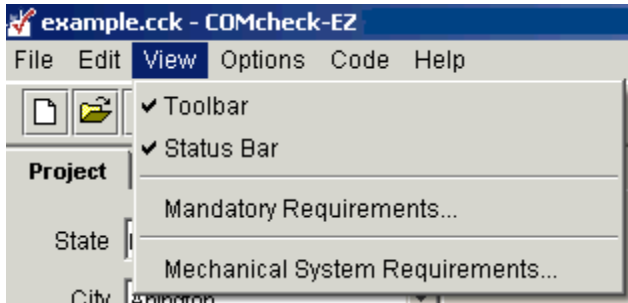 example.cck - COMcheck-EZ
File Edit View Options Code Help
Toolbar
Status Bar
Project
Mandatory Requirements...
State
Mechanical System Requirements...
City Abington